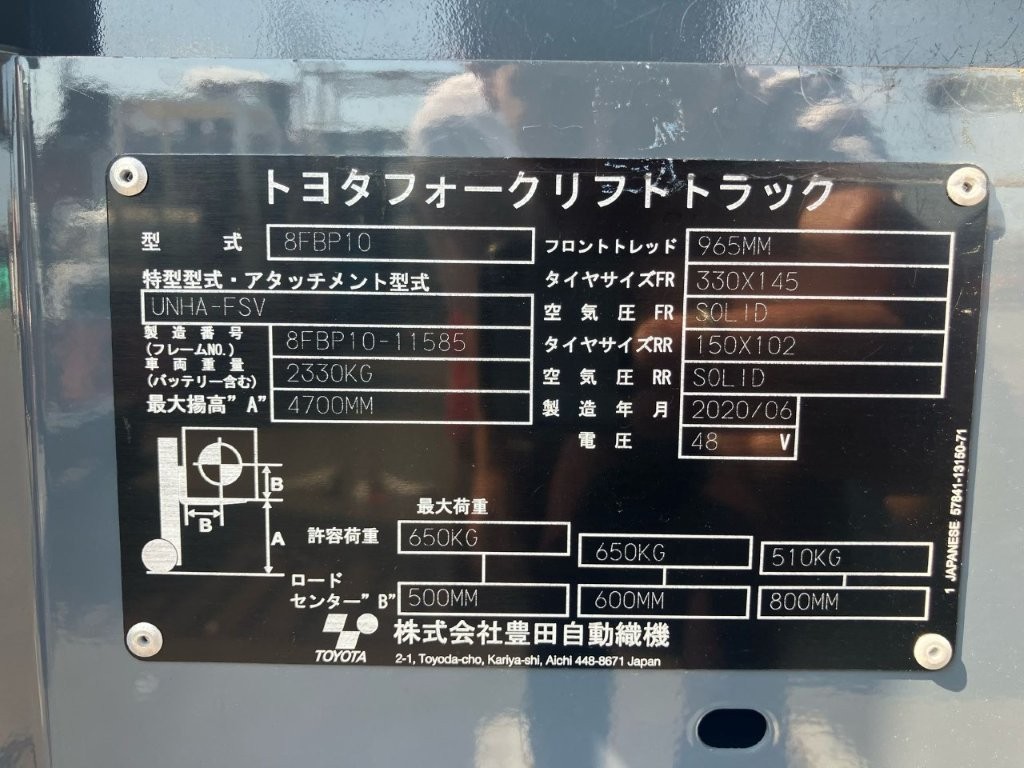 トヨタフォークリフトトラック
型 式 8FBP10
特型型式・アタッチメント型式
UNHA-FSV
製造番号
(フレームNO.) 8FBP10-11585
車両重量
(バッテリー含む) 2330KG
最大揚高"A" 4700MM
フロントトレッド 965MM
タイヤサイズFR 330X145
空気圧 FR SOLID
タイヤサイズRR 150X102
空気圧 RR SOLID
製造年月 2020/06
電圧 48 V
B
B
A
最大荷重
許容荷重 650KG 650KG 510KG
ロード
センター"B" 500MM 600MM 800MM
TOYOTA
株式会社豊田自動織機
2-1, Toyoda-cho, Kariya-shi, Aichi 448-8671 Japan
1 JAPANESE 57841-13150-71